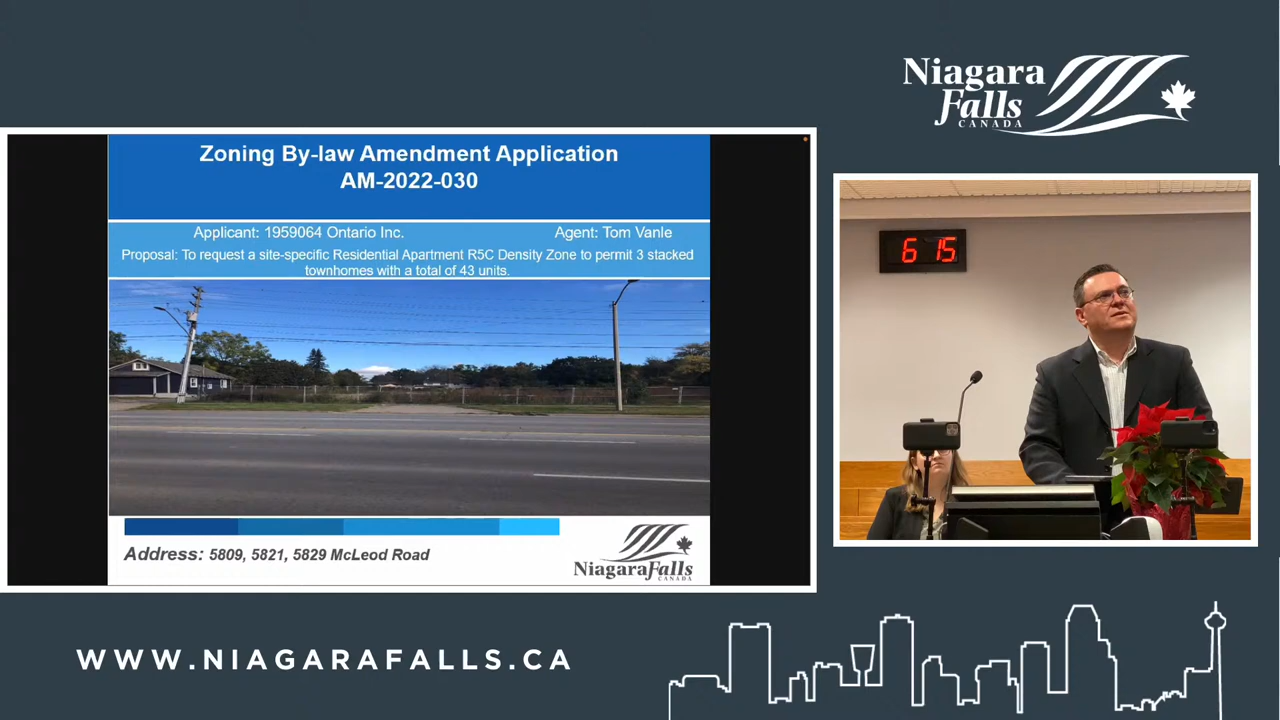 Niagara
Falls
CANADA
Zoning By-law Amendment Application
AM-2022-030
Applicant: 1959064 Ontario Inc.
Agent: Tom Vanle
Proposal: To request a site-specific Residential Apartment R5C Density Zone to permit 3 stacked
townhomes with a total of 43 units.
6 15
Address: 5809, 5821, 5829 McLeod Road
NiagaraFalls
CANADA
WWW.NIAGARAFALLS.CA